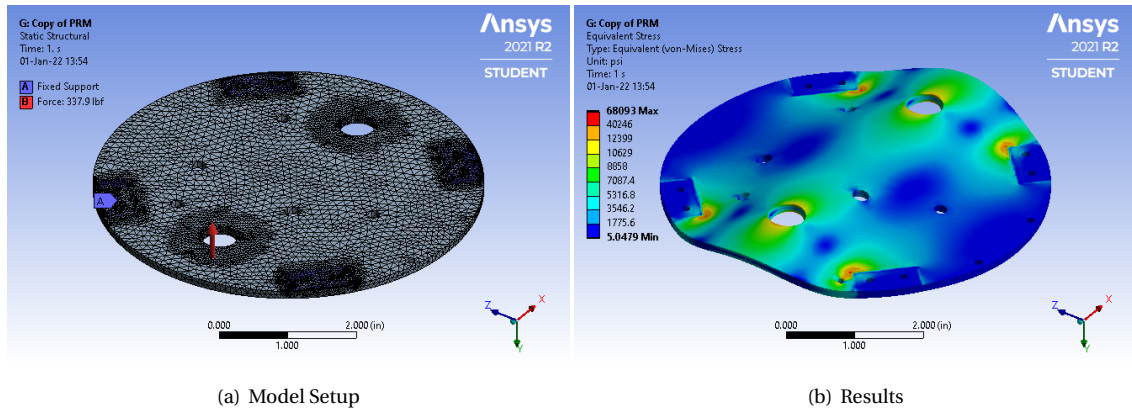 G: Copy of PRM
Static Structural
Time: 1. s
01-Jan-22 13:54
A Fixed Support
B Force: 337.9 lbf
Ansys
2021 R2
STUDENT
A
0.000
2.000 (in)
1.000
Z
X
Y
(a) Model Setup
G: Copy of PRM
Equivalent Stress
Type: Equivalent (von-Mises) Stress
Unit: psi
Time: 1 s
01-Jan-22 13:54
68093 Max
40246
12399
10629
8858
7087.4
5316.8
3546.2
1775.6
5.0479 Min
Ansys
2021 R2
STUDENT
0.000
2.000 (in)
1.000
Z
X
Y
(b) Results